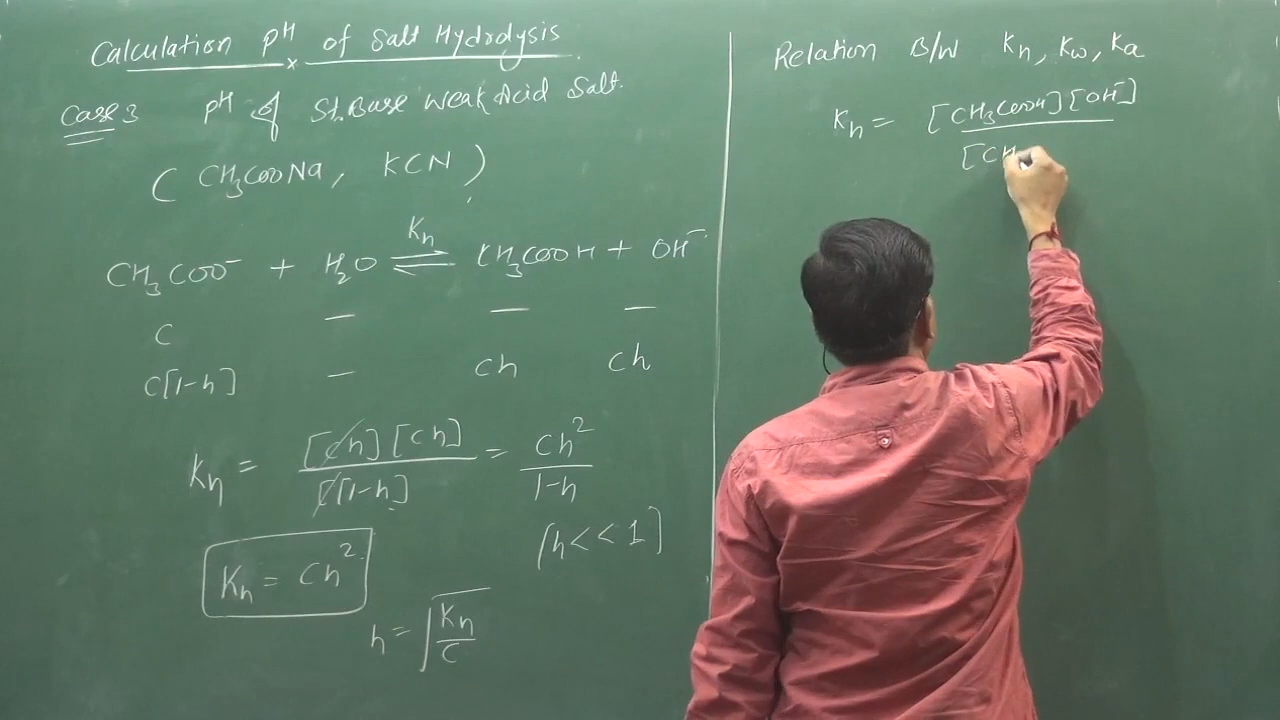 Calculation pH of Salt Hydrolysis
Case 3 pH of St. Base Weak Acid Salt.
( CH3COONa, KCN )
Kh
CH3COO⁻ + H2O ⇌ CH3COOH + OH⁻
C — — —
C[1-h] — Ch Ch
Kh = [Ch][Ch] / C[1-h] = Ch² / 1-h
[h<<1]
Kh = Ch²
h = √(Kh/C)
Relation B/W Kh, Kw, Ka
Kh = [CH3COOH][OH⁻] / [CH